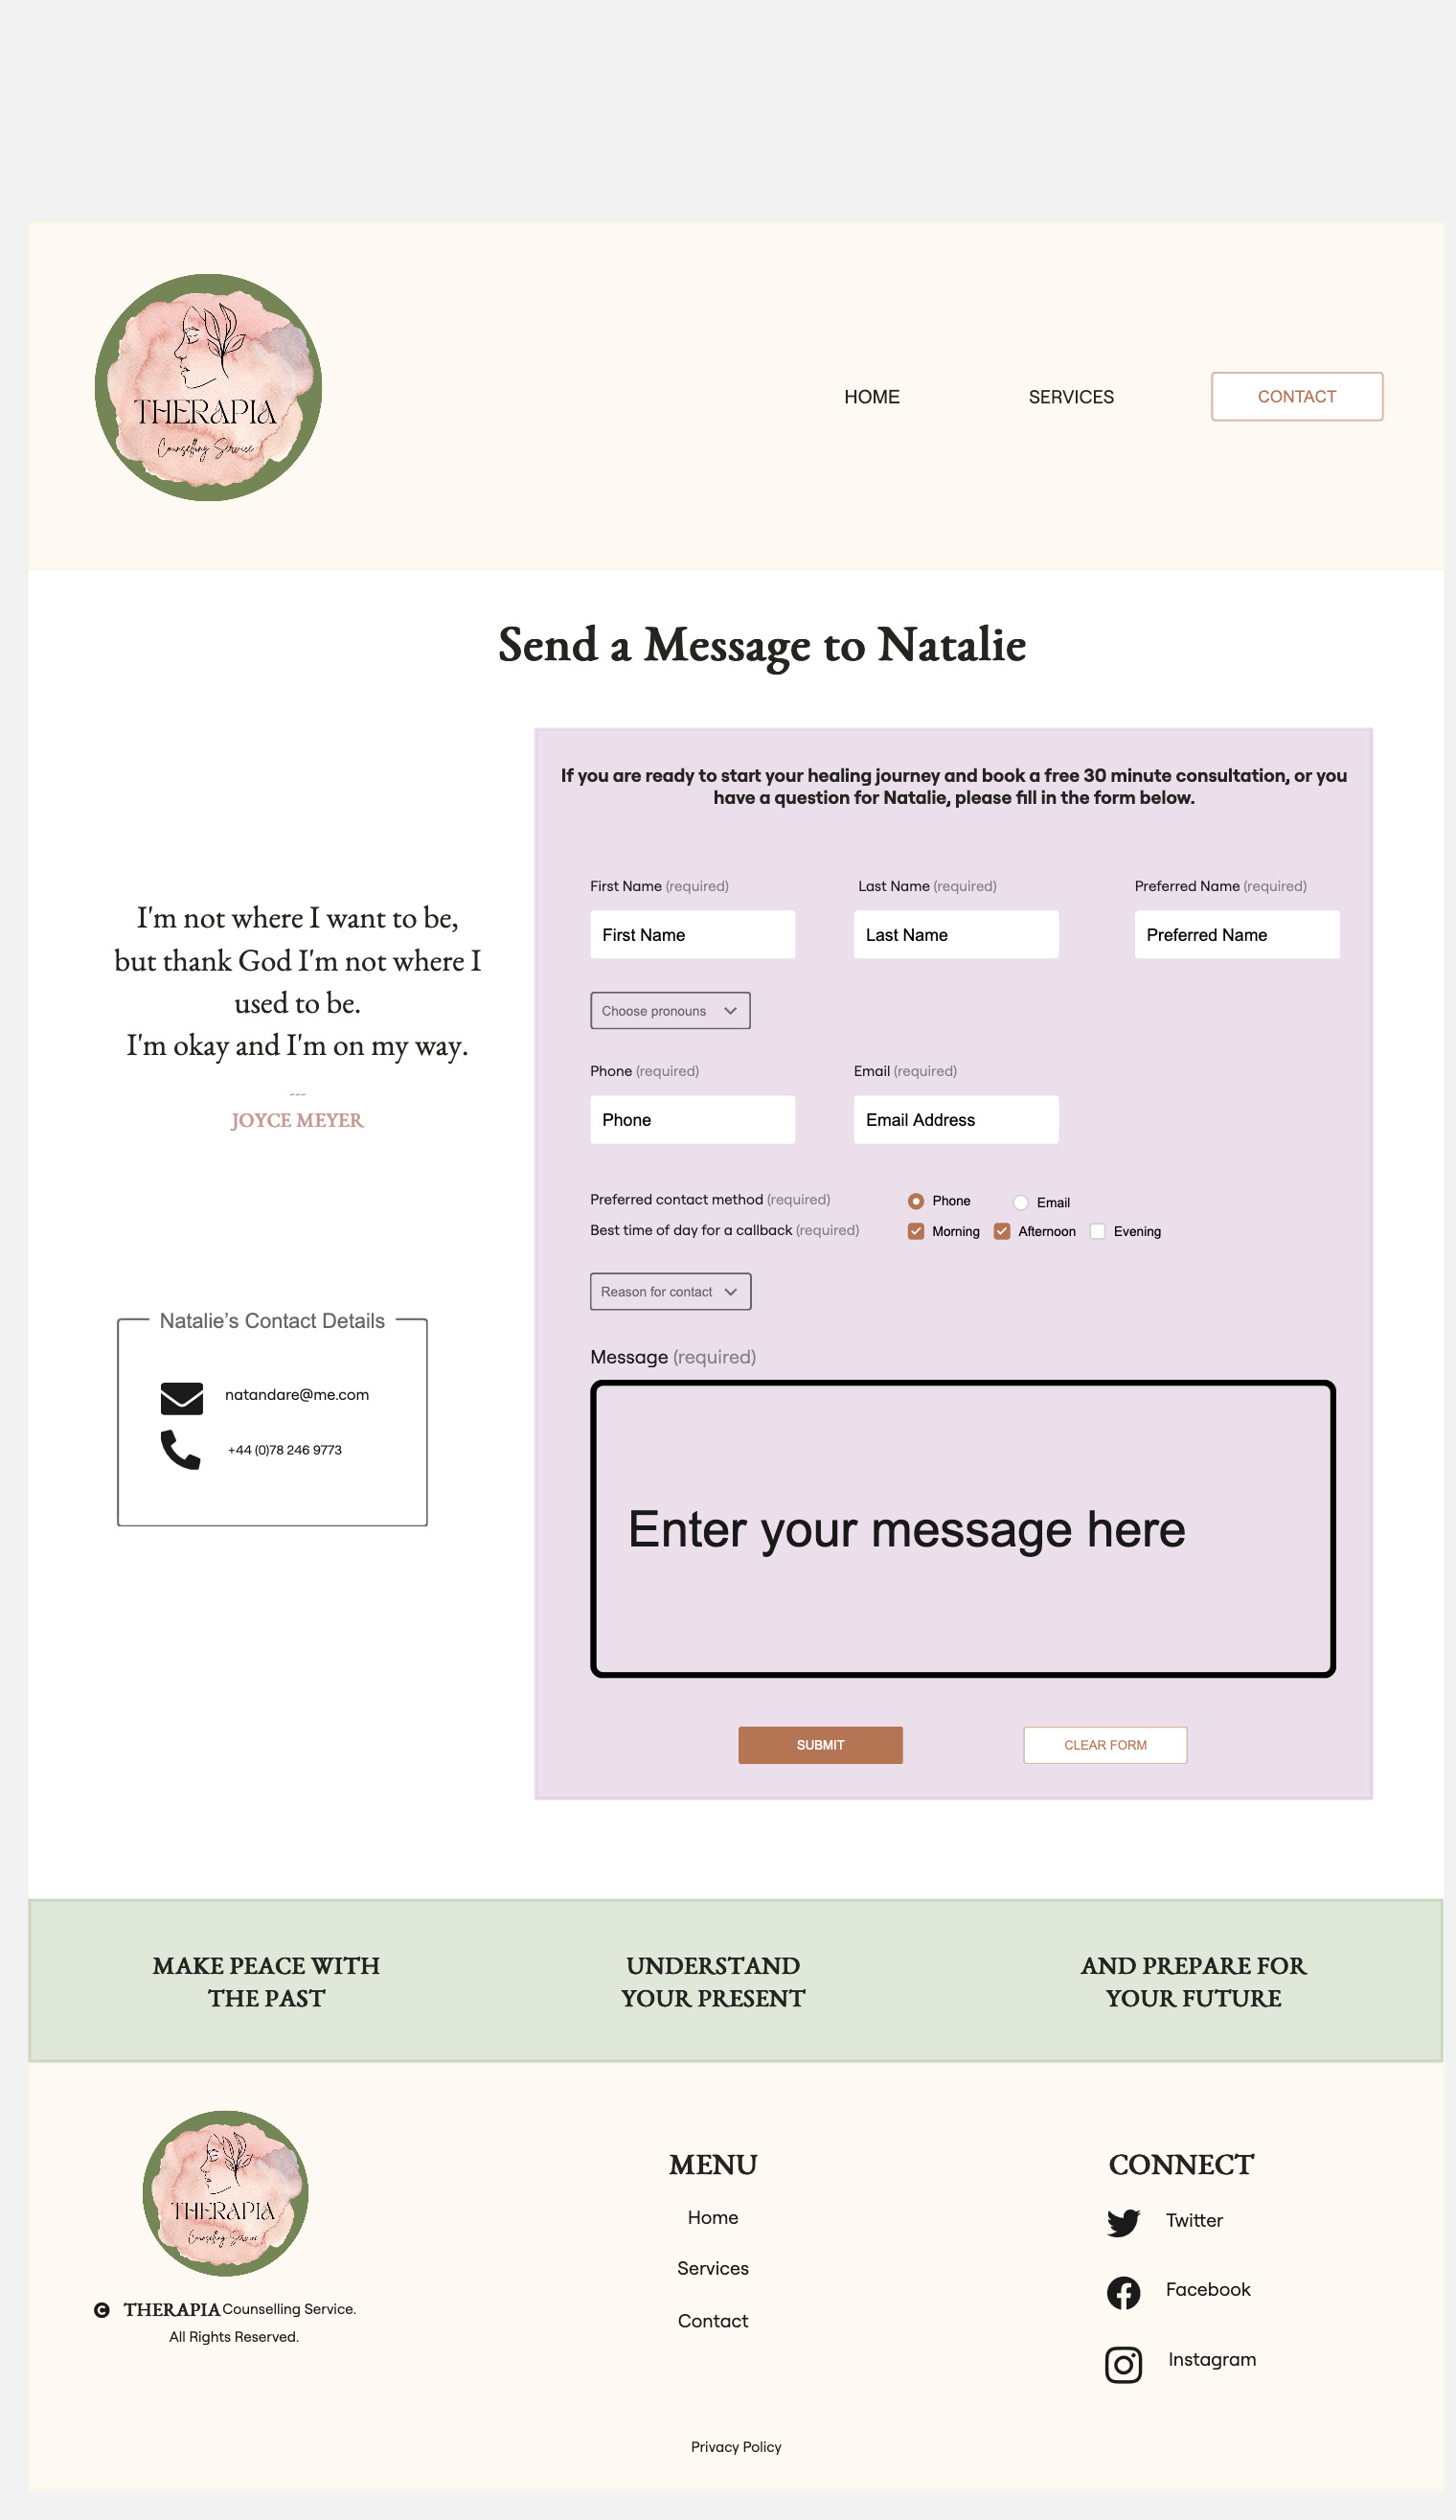 THERAPIA
Counselling Service
HOME
SERVICES
CONTACT
Send a Message to Natalie
I'm not where I want to be,
but thank God I'm not where I
used to be.
I'm okay and I'm on my way.
---
JOYCE MEYER
Natalie's Contact Details
natandare@me.com
+44 (0)78 246 9773
If you are ready to start your healing journey and book a free 30 minute consultation, or you
have a question for Natalie, please fill in the form below.
First Name (required)
Last Name (required)
Preferred Name (required)
First Name
Last Name
Preferred Name
Choose pronouns
Phone (required)
Email (required)
Phone
Email Address
Preferred contact method (required)
Phone
Email
Best time of day for a callback (required)
Morning
Afternoon
Evening
Reason for contact
Message (required)
Enter your message here
SUBMIT
CLEAR FORM
MAKE PEACE WITH
THE PAST
UNDERSTAND
YOUR PRESENT
AND PREPARE FOR
YOUR FUTURE
THERAPIA
Counselling Service
© THERAPIA Counselling Service.
All Rights Reserved.
MENU
Home
Services
Contact
CONNECT
Twitter
Facebook
Instagram
Privacy Policy